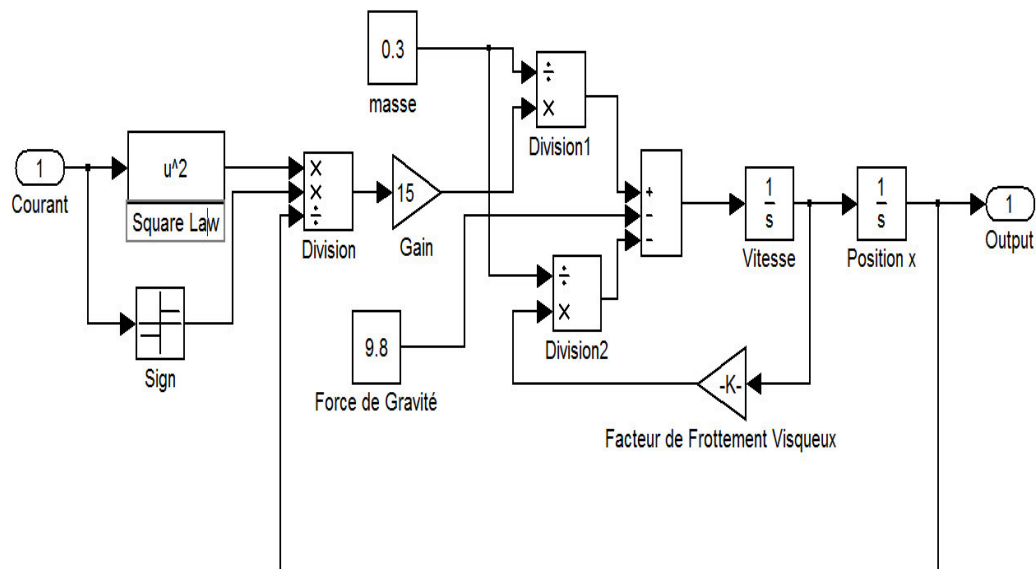 0.3
masse
÷
×
Division1
1
Courant
u^2
Square Law
×
×
÷
Division
15
Gain
+
−
−
1
s
Vitesse
1
s
Position x
1
Output
Sign
÷
×
Division2
9.8
Force de Gravité
-K-
Facteur de Frottement Visqueux